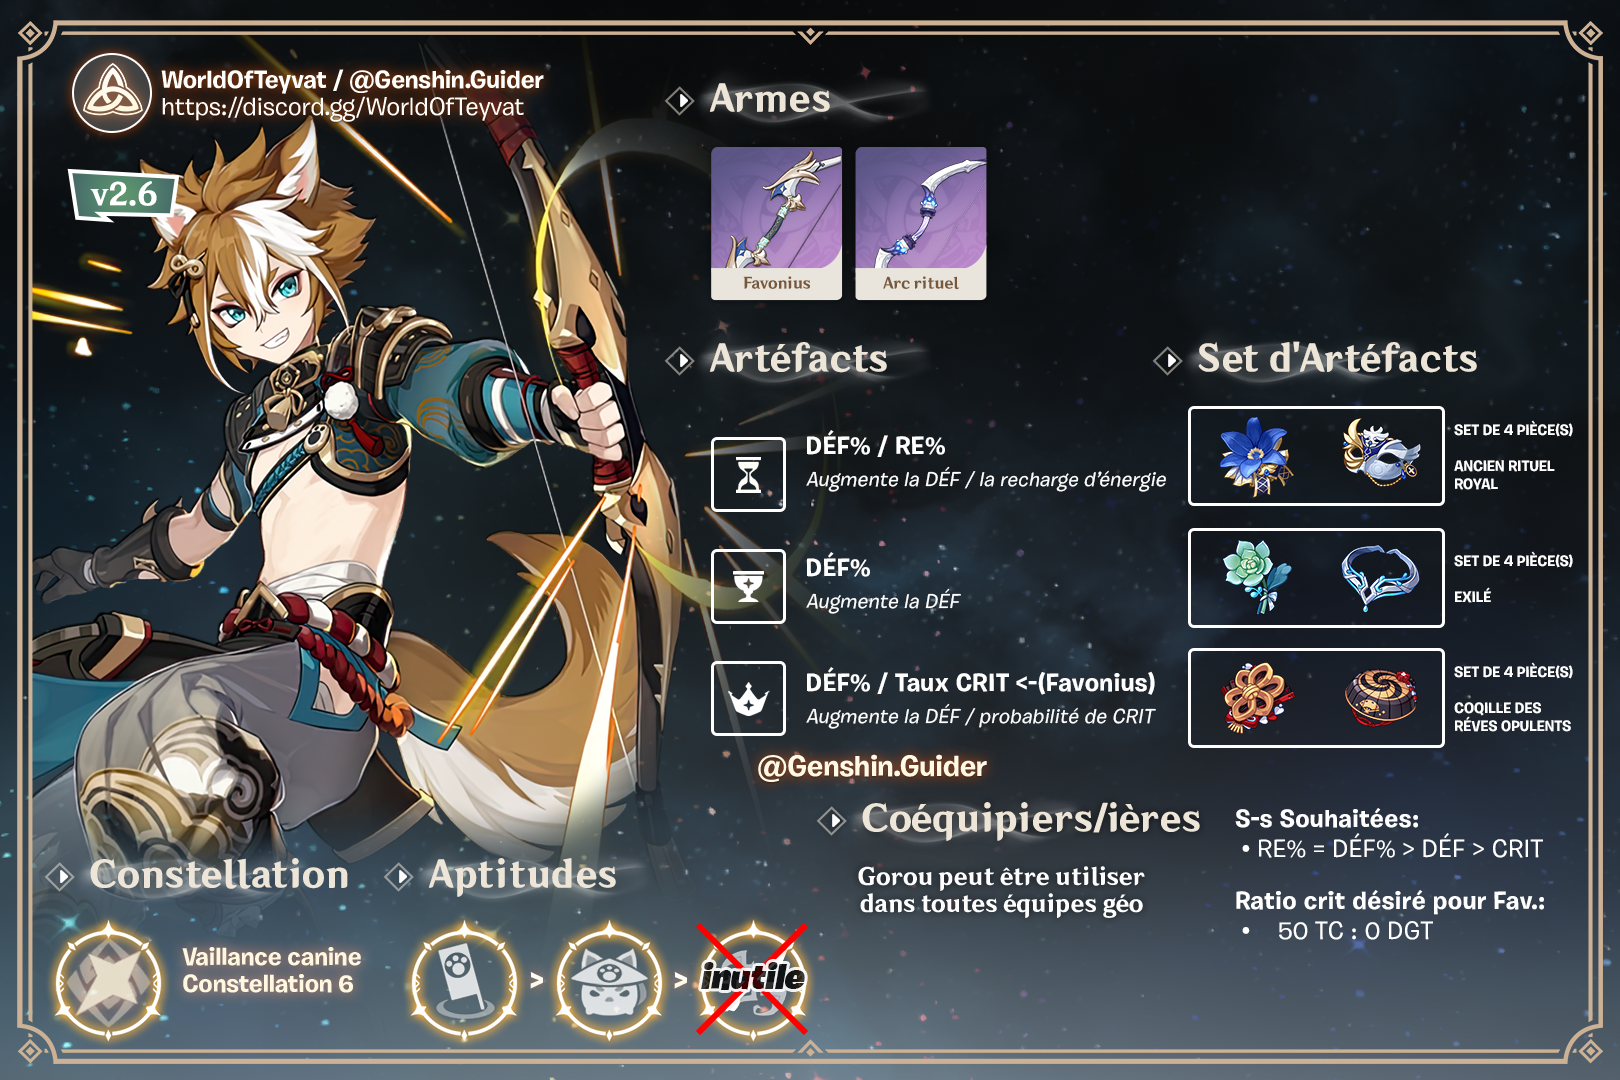 WorldOfTeyvat / @Genshin.Guider
https://discord.gg/WorldOfTeyvat
v2.6
Armes
Favonius
Arc rituel
Artéfacts
DÉF% / RE%
Augmente la DÉF / la recharge d'énergie
DÉF%
Augmente la DÉF
DÉF% / Taux CRIT <-(Favonius)
Augmente la DÉF / probabilité de CRIT
@Genshin.Guider
Set d'Artéfacts
SET DE 4 PIÈCE(S)
ANCIEN RITUEL
ROYAL
SET DE 4 PIÈCE(S)
EXILÉ
SET DE 4 PIÈCE(S)
COQILLE DES
RÉVES OPULENTS
Constellation
Vaillance canine
Constellation 6
Aptitudes
>
>
inutile
Coéquipiers/ières
Gorou peut être utiliser
dans toutes équipes géo
S-s Souhaitées:
• RE% = DÉF% > DÉF > CRIT
Ratio crit désiré pour Fav.:
• 50 TC : 0 DGT